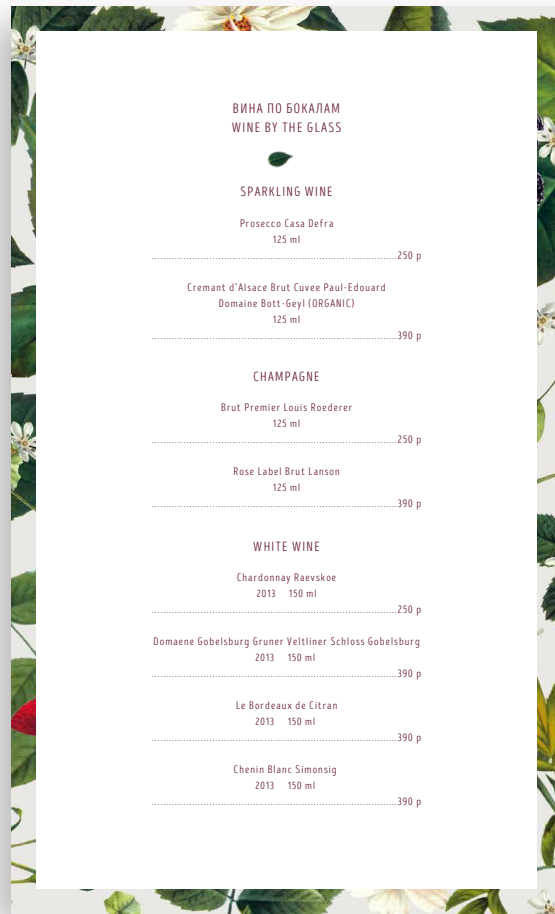 ВИНА ПО БОКАЛАМ
WINE BY THE GLASS
SPARKLING WINE
Prosecco Casa Defra
125 ml
250 р
Cremant d'Alsace Brut Cuvee Paul-Edouard
Domaine Bott-Geyl (ORGANIC)
125 ml
390 р
CHAMPAGNE
Brut Premier Louis Roederer
125 ml
250 р
Rose Label Brut Lanson
125 ml
390 р
WHITE WINE
Chardonnay Raevskoe
2013 150 ml
250 р
Domaene Gobelsburg Gruner Veltliner Schloss Gobelsburg
2013 150 ml
390 р
Le Bordeaux de Citran
2013 150 ml
390 р
Chenin Blanc Simonsig
2013 150 ml
390 р